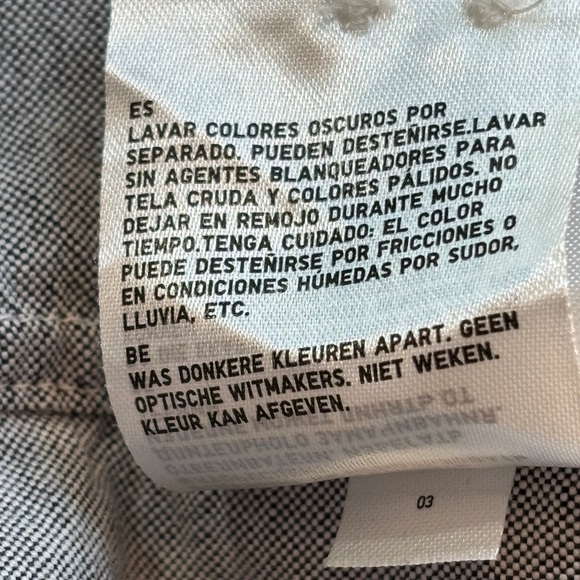 ES
LAVAR COLORES OSCUROS POR
SEPARADO. PUEDEN DESTEÑIRSE.LAVAR
SIN AGENTES BLANQUEADORES PARA
TELA CRUDA Y COLORES PÁLIDOS. NO
DEJAR EN REMOJO DURANTE MUCHO
TIEMPO.TENGA CUIDADO: EL COLOR
PUEDE DESTEÑIRSE POR FRICCIONES O
EN CONDICIONES HÚMEDAS POR SUDOR,
LLUVIA, ETC.
BE
WAS DONKERE KLEUREN APART. GEEN
OPTISCHE WITMAKERS. NIET WEKEN.
KLEUR KAN AFGEVEN.
03